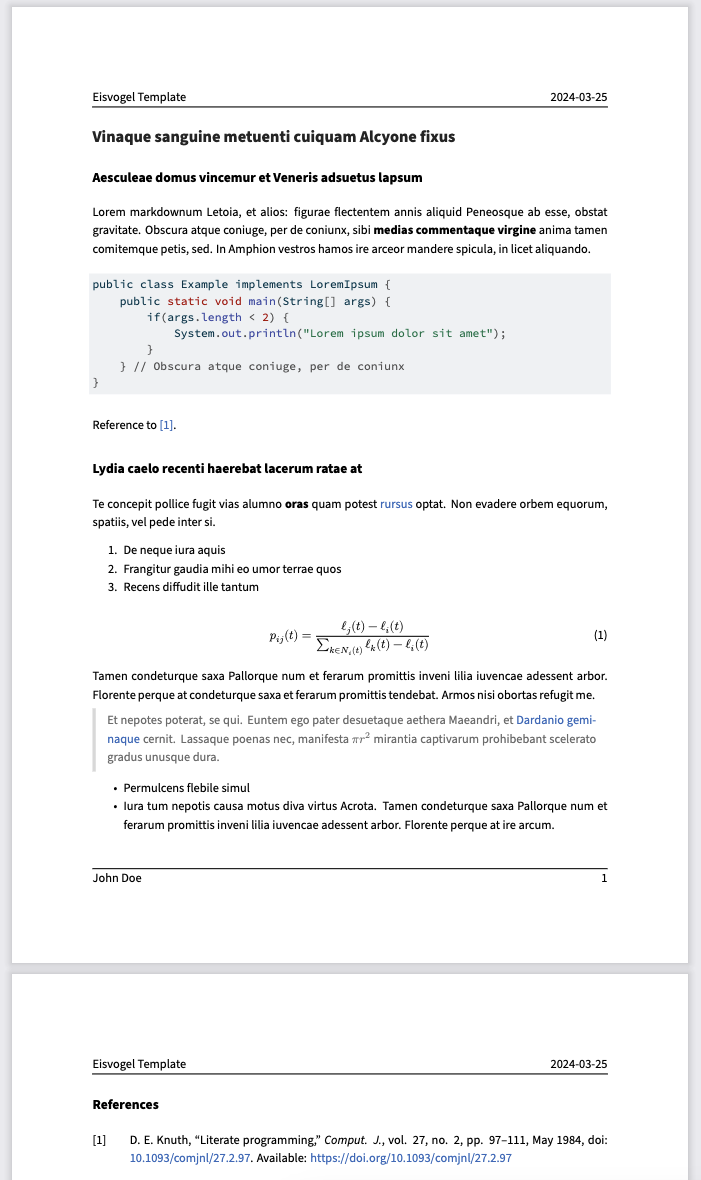 Eisvogel Template 2024-03-25
Vinaque sanguine metuenti cuiquam Alcyone fixus
Aesculeae domus vincemur et Veneris adsuetus lapsum
Lorem markdownum Letoia, et alios: figurae flectentem annis aliquid Peneosque ab esse, obstat
gravitate. Obscura atque coniuge, per de coniunx, sibi medias commentaque virgine anima tamen
comitemque petis, sed. In Amphion vestros hamos ire arceor mandere spicula, in licet aliquando.
public class Example implements LoremIpsum {
    public static void main(String[] args) {
        if(args.length < 2) {
            System.out.println("Lorem ipsum dolor sit amet");
        }
    } // Obscura atque coniuge, per de coniunx
}
Reference to [1].
Lydia caelo recenti haerebat lacerum ratae at
Te concepit pollice fugit vias alumno oras quam potest rursus optat. Non evadere orbem equorum,
spatiis, vel pede inter si.
1. De neque iura aquis
2. Frangitur gaudia mihi eo umor terrae quos
3. Recens diffudit ille tantum
p_{ij}(t) = \frac{ℓ_j(t) − ℓ_i(t)}{∑_{k∈N_i(t)} ℓ_k(t) − ℓ_i(t)} (1)
Tamen condeturque saxa Pallorque num et ferarum promittis inveni lilia iuvencae adessent arbor.
Florente perque at condeturque saxa et ferarum promittis tendebat. Armos nisi obortas refugit me.
Et nepotes poterat, se qui. Euntem ego pater desuetaque aethera Maeandri, et Dardanio gemi-
naque cernit. Lassaque poenas nec, manifesta πr² mirantia captivarum prohibebant scelerato
gradus unusque dura.
• Permulcens flebile simul
• Iura tum nepotis causa motus diva virtus Acrota. Tamen condeturque saxa Pallorque num et
ferarum promittis inveni lilia iuvencae adessent arbor. Florente perque at ire arcum.
John Doe 1
Eisvogel Template 2024-03-25
References
[1] D. E. Knuth, “Literate programming,” Comput. J., vol. 27, no. 2, pp. 97–111, May 1984, doi:
10.1093/comjnl/27.2.97. Available: https://doi.org/10.1093/comjnl/27.2.97